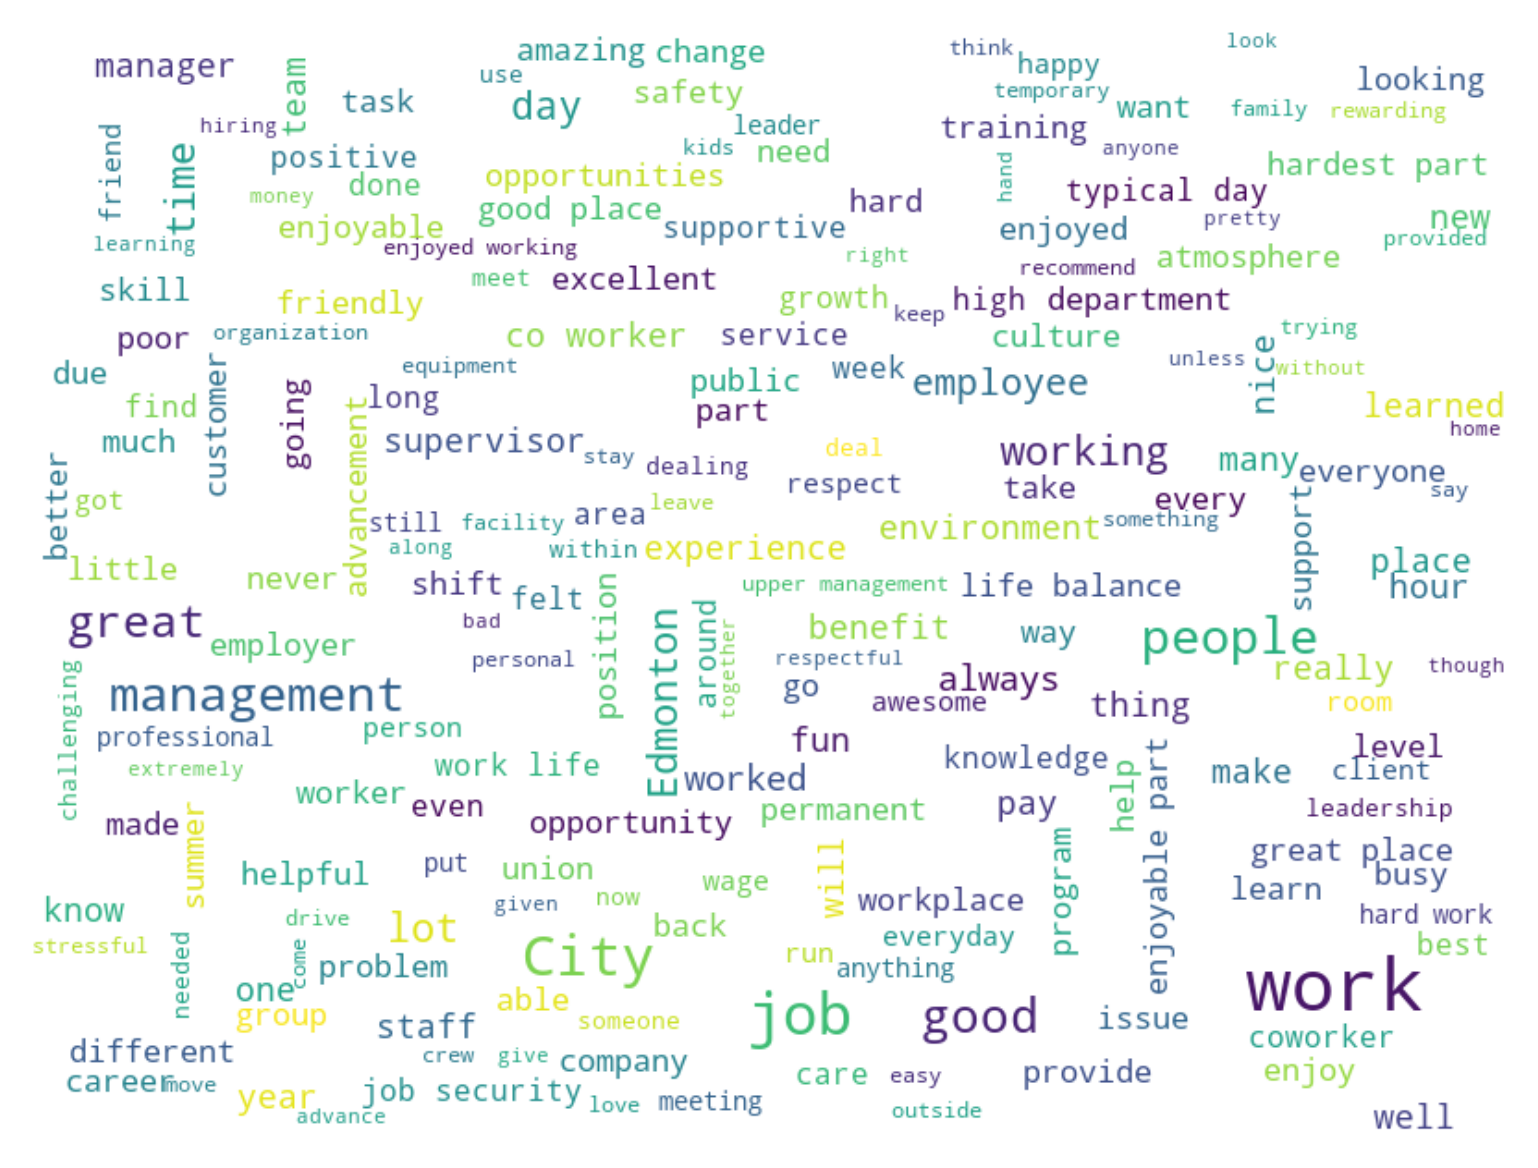 look
think
amazing change
happy
manager
team
use
looking
temporary
safety
task
day
want
family
rewarding
hiring
leader
training
friend
time
kids
need
anyone
positive
hardest part
done
opportunities
hand
typical day
money
good place
hard
pretty
new
enjoyable
supportive
enjoyed
provided
learning
enjoyed working
right
recommend
atmosphere
skill
meet
excellent
friendly
growth
high department
keep
poor
organization
co worker
service
culture
trying
due
customer
equipment
week
unless
nice
without
public
employee
find
going
long
part
learned
home
much
advancement
supervisor
stay
deal
working
many
better
dealing
everyone
got
respect
take
every
say
still
facility
area
leave
environment
something
support
along
within
experience
little
never
shift
felt
position
upper management
life balance
place
hour
great
bad
Edmonton
around
together
benefit
way
people
employer
personal
respectful
really
though
challenging
management
go
always
awesome
thing
room
professional
person
fun
extremely
work life
worked
knowledge
help
enjoyable part
make
level
client
worker
even
made
summer
opportunity
permanent
pay
leadership
helpful
put
union
wage
will
program
great place
busy
know
given
now
workplace
learn
drive
lot
back
everyday
hard work
stressful
needed
come
problem
City
run
anything
best
one
work
group
able
someone
job
good
issue
staff
coworker
different
crew
give
company
career
move
care
easy
provide
enjoy
year
job security
love
meeting
advance
outside
well